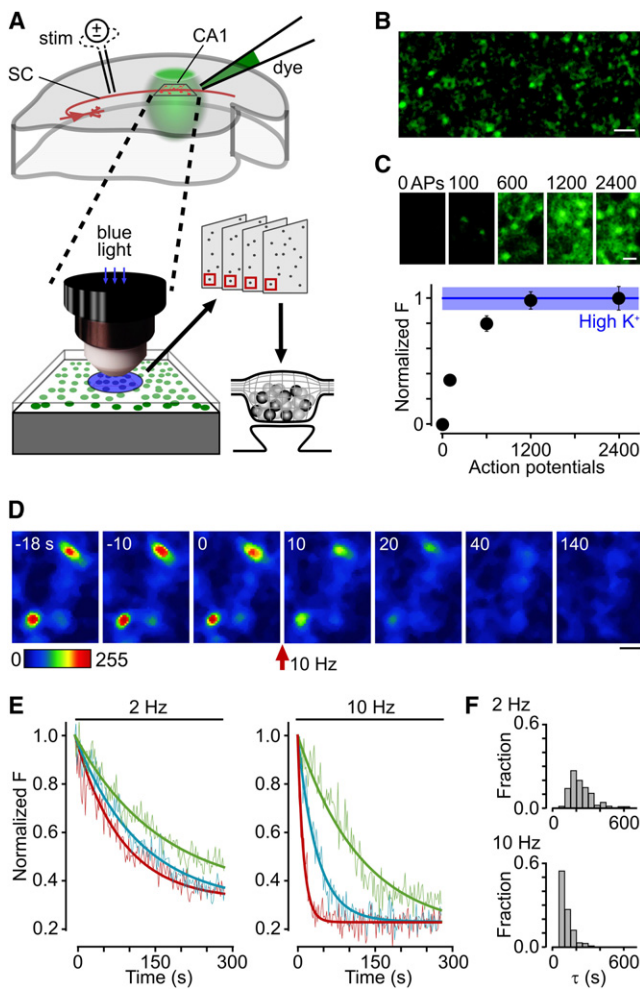 A
stim
±
CA1
dye
SC
blue
light
B
C
0 APs 100 600 1200 2400
Normalized F
1
0
High K+
0 1200 2400
Action potentials
D
-18 s -10 0 10 20 40 140
0 255
10 Hz
E
2 Hz 10 Hz
Normalized F
1.0
0.8
0.6
0.4
0.2
0 150 300
Time (s)
1.0
0.8
0.6
0.4
0.2
0 150 300
Time (s)
F
2 Hz
Fraction
0.6
0.0
0 600
10 Hz
Fraction
0.6
0.0
0 600
τ (s)